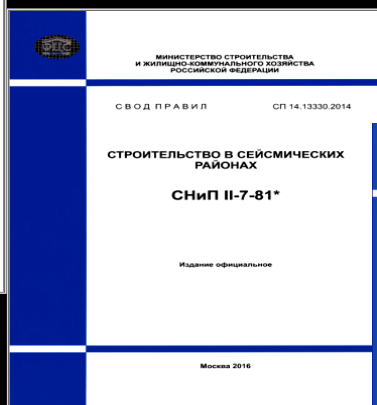 ФЦС
МИНИСТЕРСТВО СТРОИТЕЛЬСТВА
И ЖИЛИЩНО-КОММУНАЛЬНОГО ХОЗЯЙСТВА
РОССИЙСКОЙ ФЕДЕРАЦИИ
СВОД ПРАВИЛ СП 14.13330.2014
СТРОИТЕЛЬСТВО В СЕЙСМИЧЕСКИХ
РАЙОНАХ
СНиП II-7-81*
Издание официальное
Москва 2016